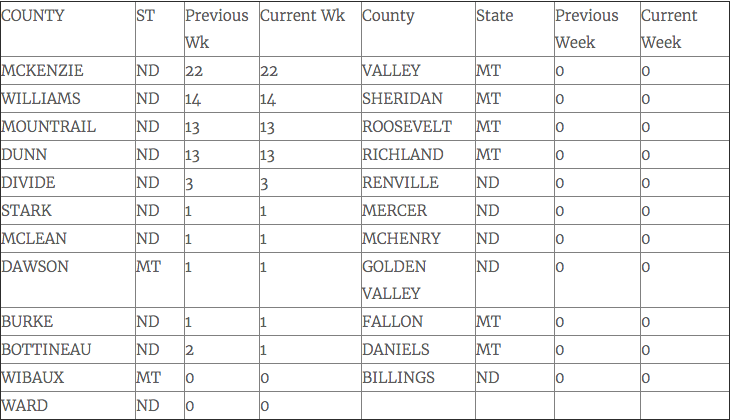 COUNTY ST Previous Wk Current Wk County State Previous Week Current Week
MCKENZIE ND 22 22 VALLEY MT 0 0
WILLIAMS ND 14 14 SHERIDAN MT 0 0
MOUNTRAIL ND 13 13 ROOSEVELT MT 0 0
DUNN ND 13 13 RICHLAND MT 0 0
DIVIDE ND 3 3 RENVILLE ND 0 0
STARK ND 1 1 MERCER ND 0 0
MCLEAN ND 1 1 MCHENRY ND 0 0
DAWSON MT 1 1 GOLDEN VALLEY ND 0 0
BURKE ND 1 1 FALLON MT 0 0
BOTTINEAU ND 2 1 DANIELS MT 0 0
WIBAUX MT 0 0 BILLINGS ND 0 0
WARD ND 0 0